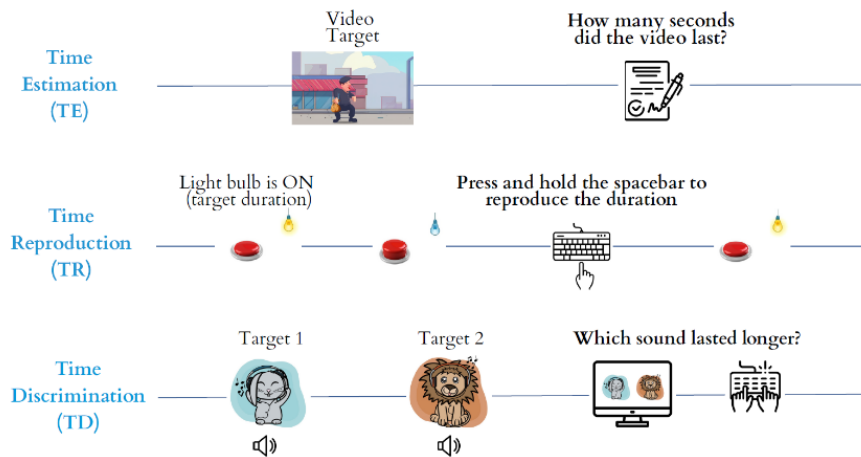 Video
Target
How many seconds
did the video last?
Time
Estimation
(TE)
Light bulb is ON
(target duration)
Press and hold the spacebar to
reproduce the duration
Time
Reproduction
(TR)
Target 1
Target 2
Which sound lasted longer?
Time
Discrimination
(TD)